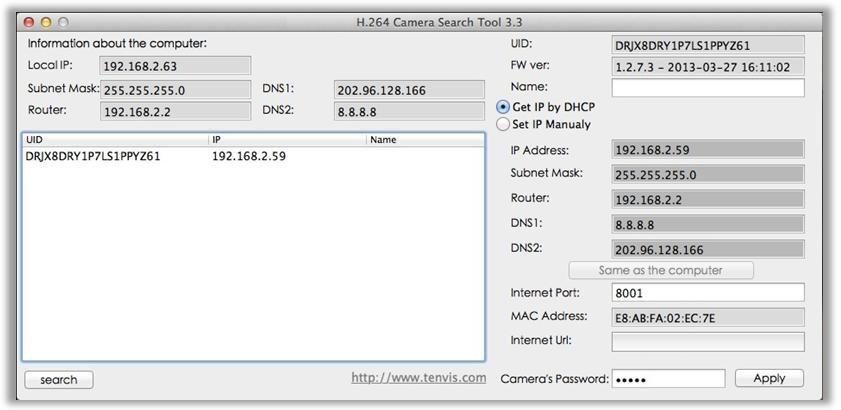 H.264 Camera Search Tool 3.3
Information about the computer:
Local IP: 192.168.2.63
Subnet Mask: 255.255.255.0 DNS1: 202.96.128.166
Router: 192.168.2.2 DNS2: 8.8.8.8
UID IP Name
DRJX8DRY1P7LS1PPYZ61 192.168.2.59
search
http://www.tenvis.com
UID: DRJX8DRY1P7LS1PPYZ61
FW ver: 1.2.7.3 - 2013-03-27 16:11:02
Name:
Get IP by DHCP
Set IP Manualy
IP Address: 192.168.2.59
Subnet Mask: 255.255.255.0
Router: 192.168.2.2
DNS1: 8.8.8.8
DNS2: 202.96.128.166
Same as the computer
Internet Port: 8001
MAC Address: E8:AB:FA:02:EC:7E
Internet Url:
Camera's Password: •••••
Apply